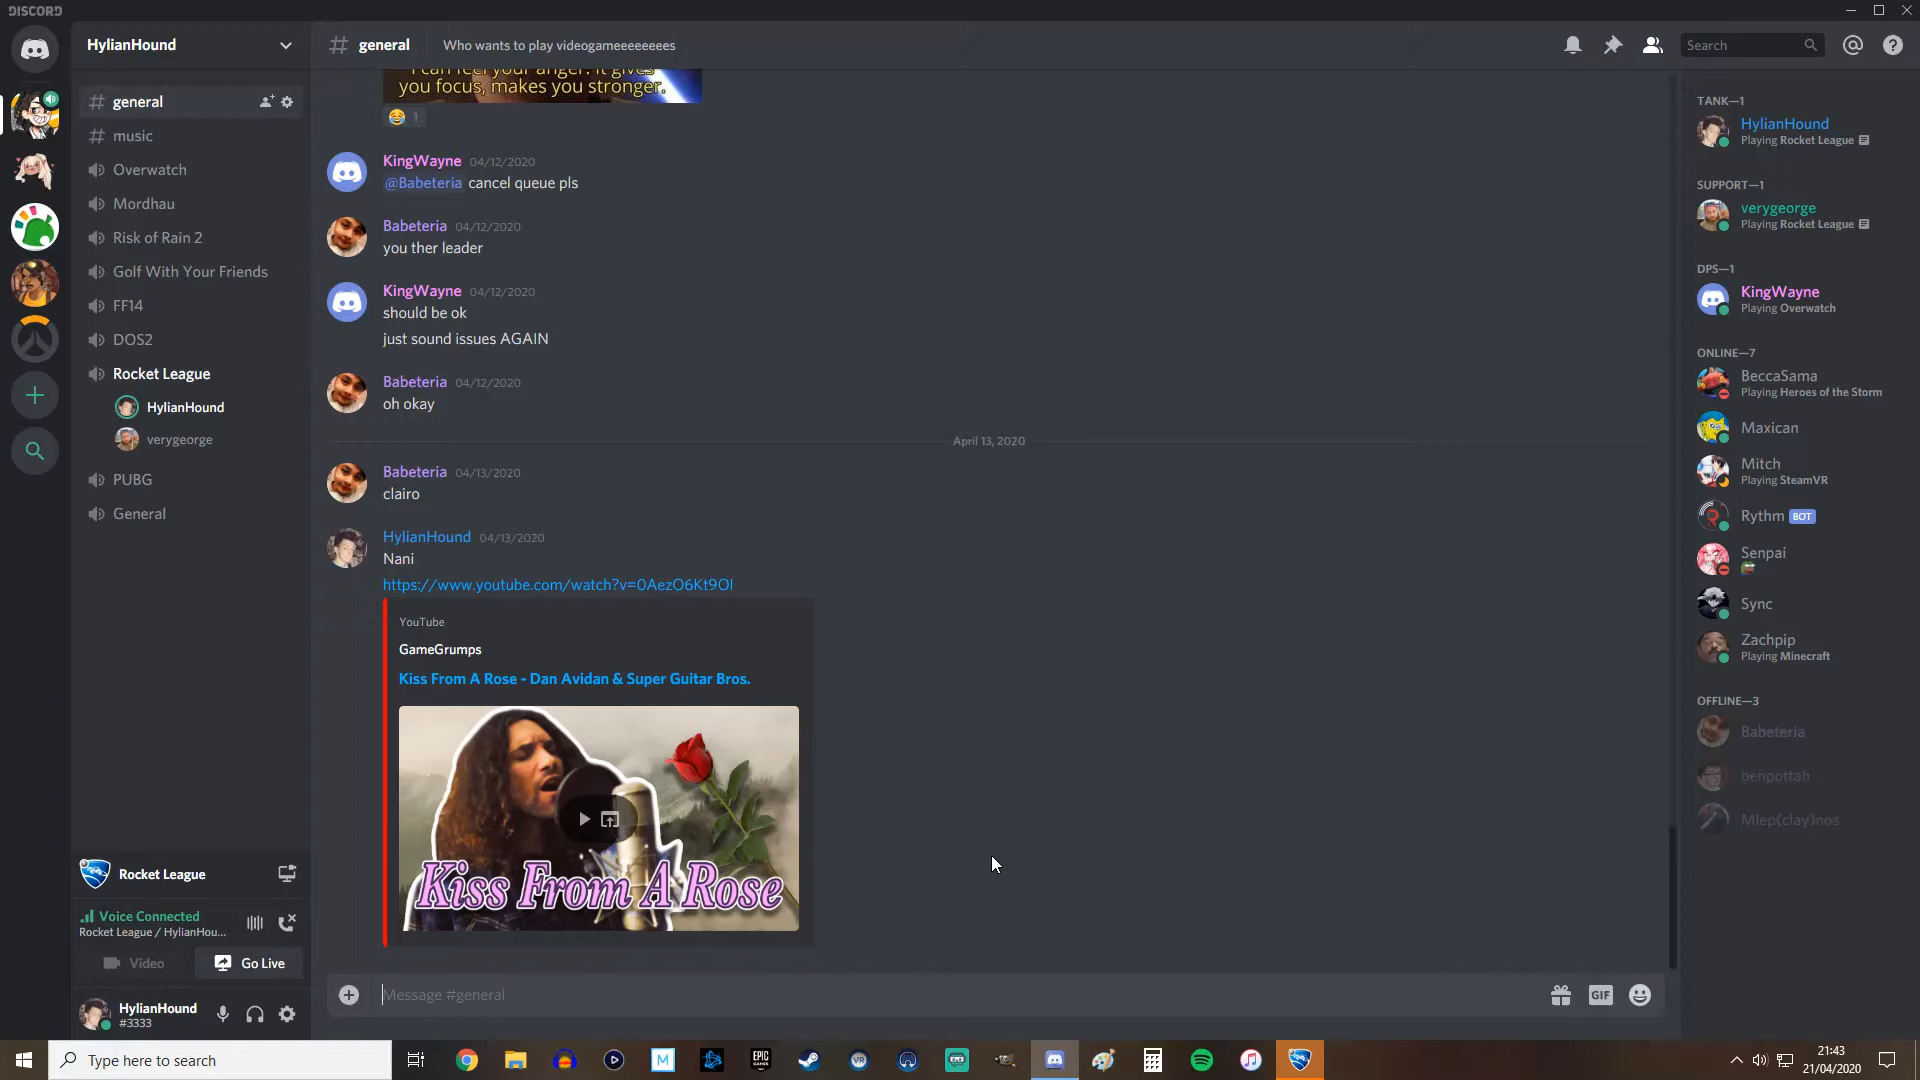 DISCORD
HylianHound
general
music
Overwatch
Mordhau
Risk of Rain 2
Golf With Your Friends
FF14
DOS2
Rocket League
HylianHound
verygeorge
PUBG
General
Rocket League
Voice Connected
Rocket League / HylianHou...
Video
Go Live
HylianHound
#3333
general
Who wants to play videogameeeeeees
Search
I can feel your anger. It gives
you focus, makes you stronger.
1
KingWayne 04/12/2020
@Babeteria cancel queue pls
Babeteria 04/12/2020
you ther leader
KingWayne 04/12/2020
should be ok
just sound issues AGAIN
Babeteria 04/12/2020
oh okay
April 13, 2020
Babeteria 04/13/2020
clairo
HylianHound 04/13/2020
Nani
https://www.youtube.com/watch?v=0AezO6Kt9OI
YouTube
GameGrumps
Kiss From A Rose - Dan Avidan & Super Guitar Bros.
Kiss From A Rose
Message #general
GIF
TANK—1
HylianHound
Playing Rocket League
SUPPORT—1
verygeorge
Playing Rocket League
DPS—1
KingWayne
Playing Overwatch
ONLINE—7
BeccaSama
Playing Heroes of the Storm
Maxican
Mitch
Playing SteamVR
Rythm BOT
Senpai
Sync
Zachpip
Playing Minecraft
OFFLINE—3
Babeteria
benpottah
Mlep(clay)nos
Type here to search
M
EPIC
GAMES
VR
21:43
21/04/2020